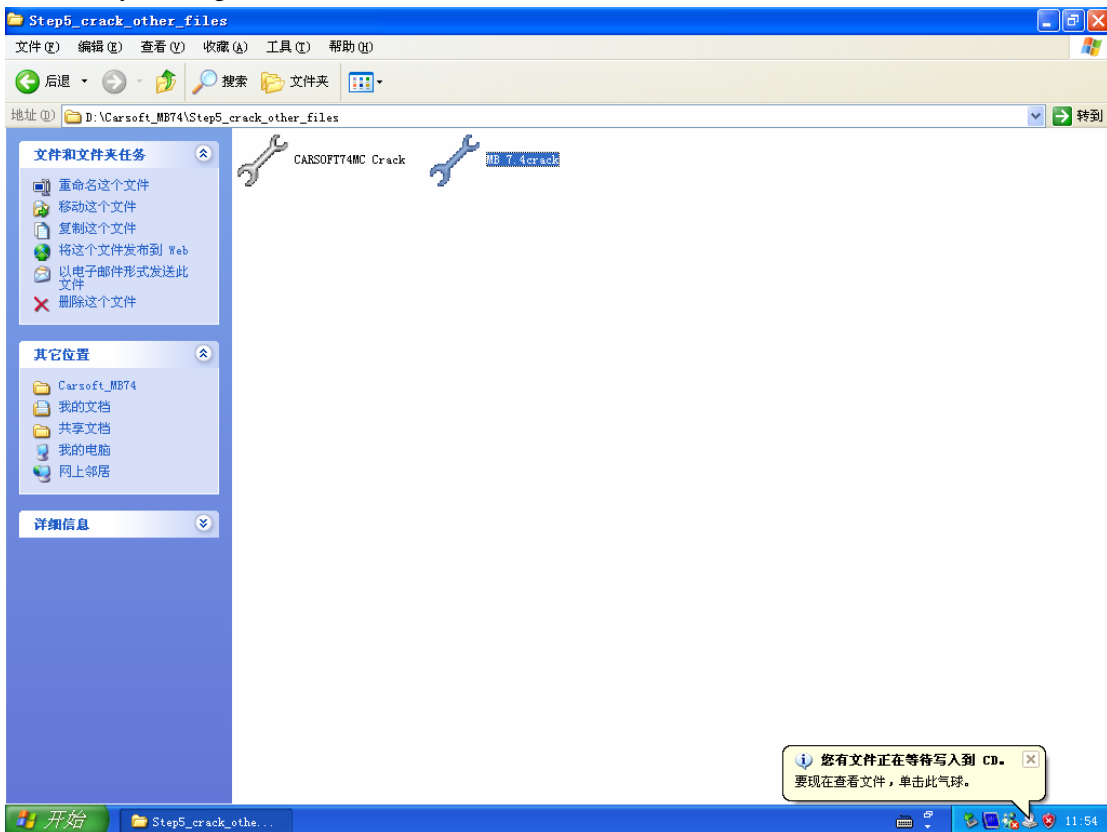 Step5_crack_other_files
文件(F) 编辑(E) 查看(V) 收藏(A) 工具(T) 帮助(H)
后退 搜索 文件夹
地址(D) D:\Carsoft_MB74\Step5_crack_other_files 转到
文件和文件夹任务
重命名这个文件
移动这个文件
复制这个文件
将这个文件发布到 Web
以电子邮件形式发送此
文件
删除这个文件
其它位置
Carsoft_MB74
我的文档
共享文档
我的电脑
网上邻居
详细信息
CARSOFT74MC Crack
MB 7.4crack
您有文件正在等待写入到 CD。
要现在查看文件，单击此气球。
开始 Step5_crack_othe... 11:54